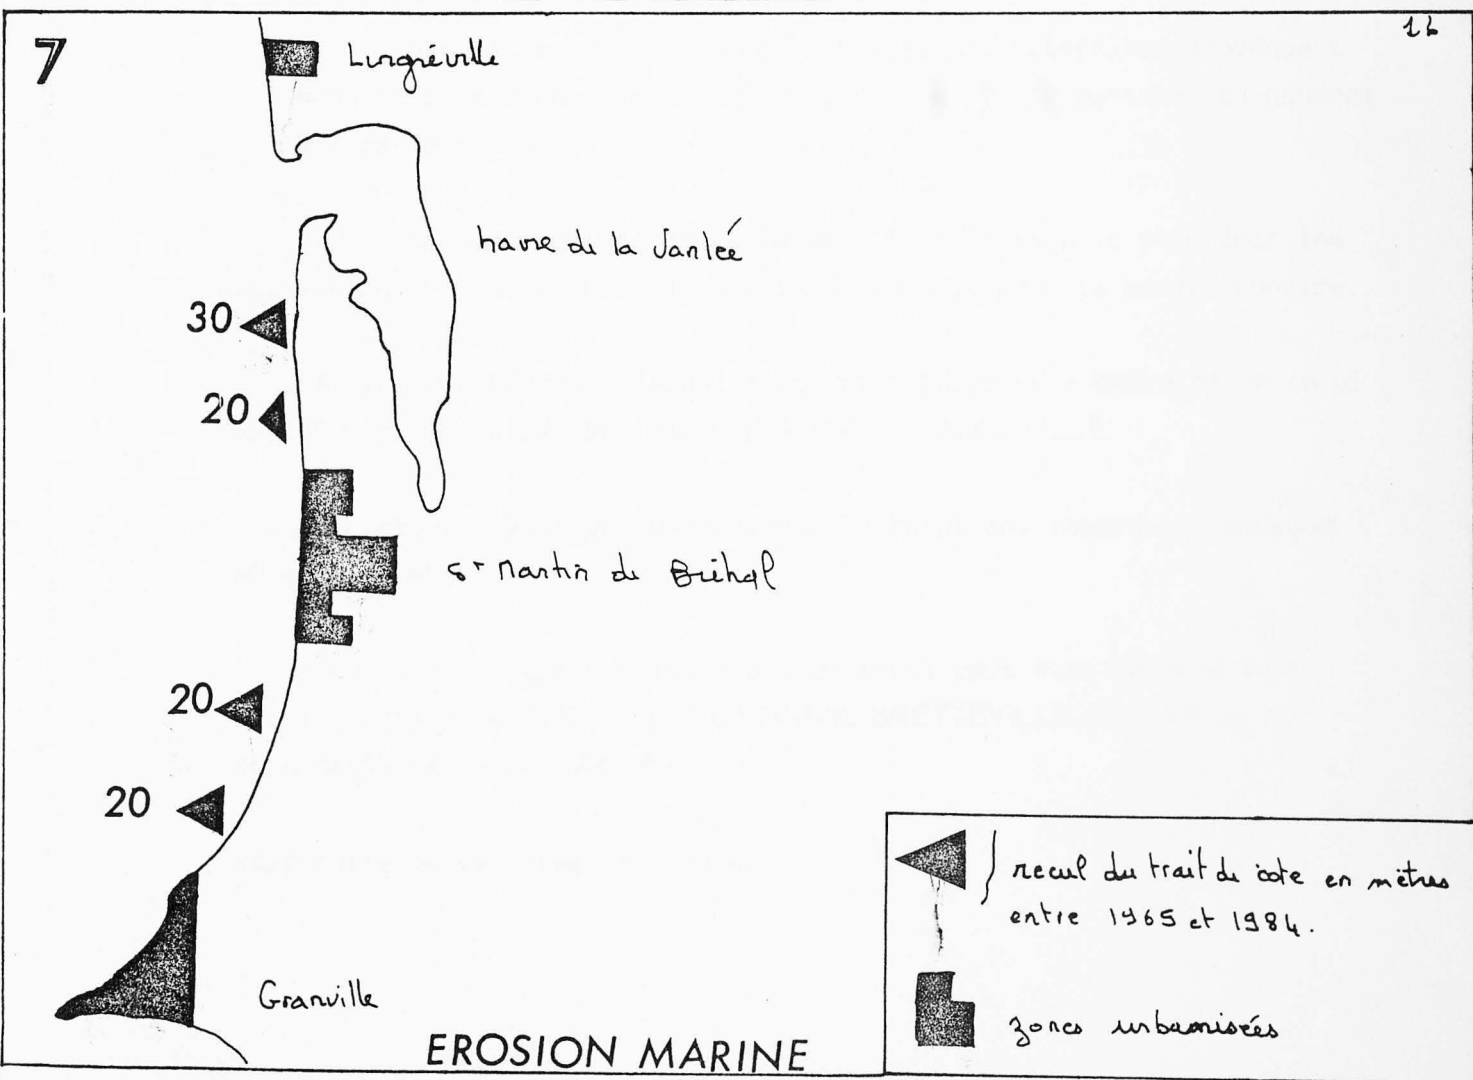 7
16
Lingréville
havre de la Vanlée
30
20
St Martin de Bréhal
20
20
Granville
EROSION MARINE
recul du trait de côte en mètres
entre 1965 et 1984.
zones urbanisées